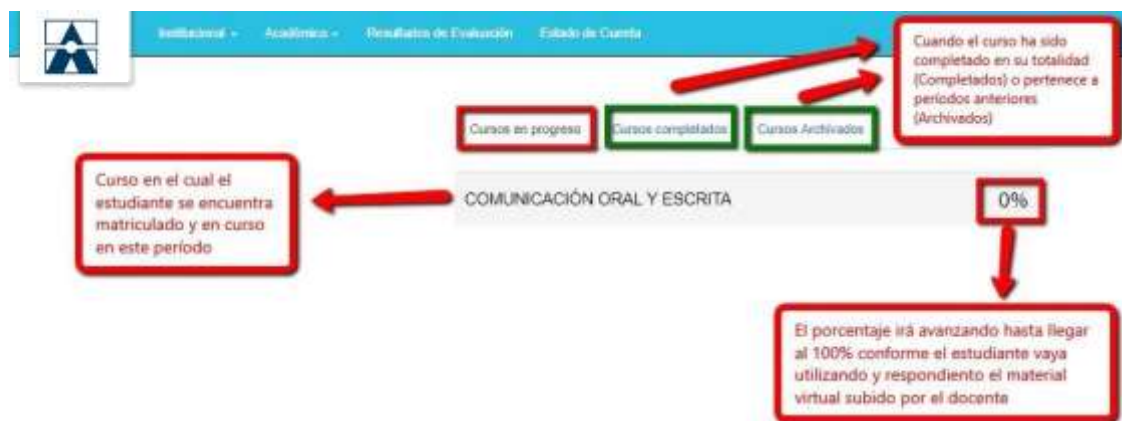 Institucional Académico Resultados de Evaluación Estado de Cuenta
Cuando el curso ha sido
completado en su totalidad
(Completados) o pertenece a
períodos anteriores
(Archivados)
Cursos en progreso Cursos completados Cursos Archivados
Curso en el cual el
estudiante se encuentra
matriculado y en curso
en este período
COMUNICACIÓN ORAL Y ESCRITA 0%
El porcentaje irá avanzando hasta llegar
al 100% conforme el estudiante vaya
utilizando y respondiento el material
virtual subido por el docente